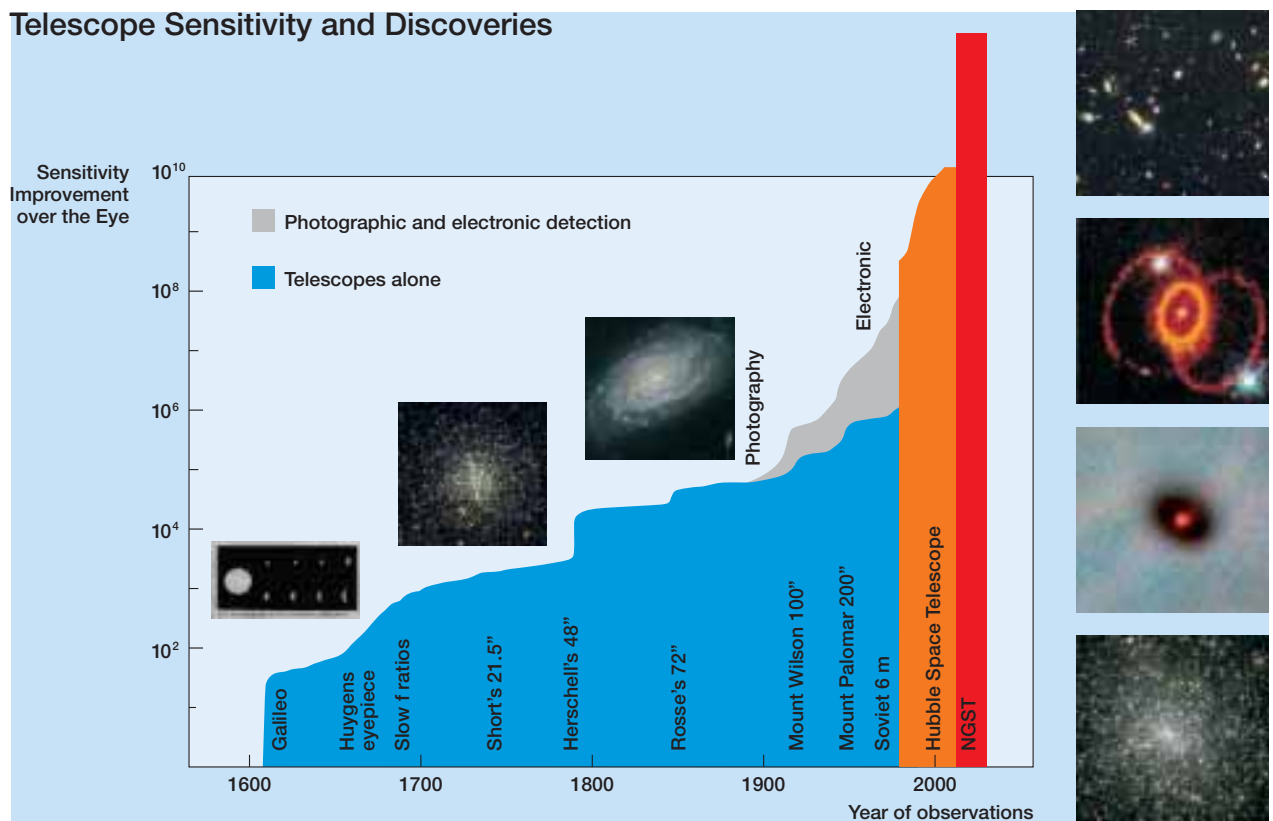 Telescope Sensitivity and Discoveries
Sensitivity
Improvement
over the Eye
10¹⁰
10⁸
10⁶
10⁴
10²
Photographic and electronic detection
Telescopes alone
Photography
Electronic
Galileo
Huygens
eyepiece
Slow f ratios
Short's 21.5”
Herschell's 48”
Rosse's 72”
Mount Wilson 100”
Mount Palomar 200”
Soviet 6 m
Hubble Space Telescope
NGST
1600
1700
1800
1900
2000
Year of observations